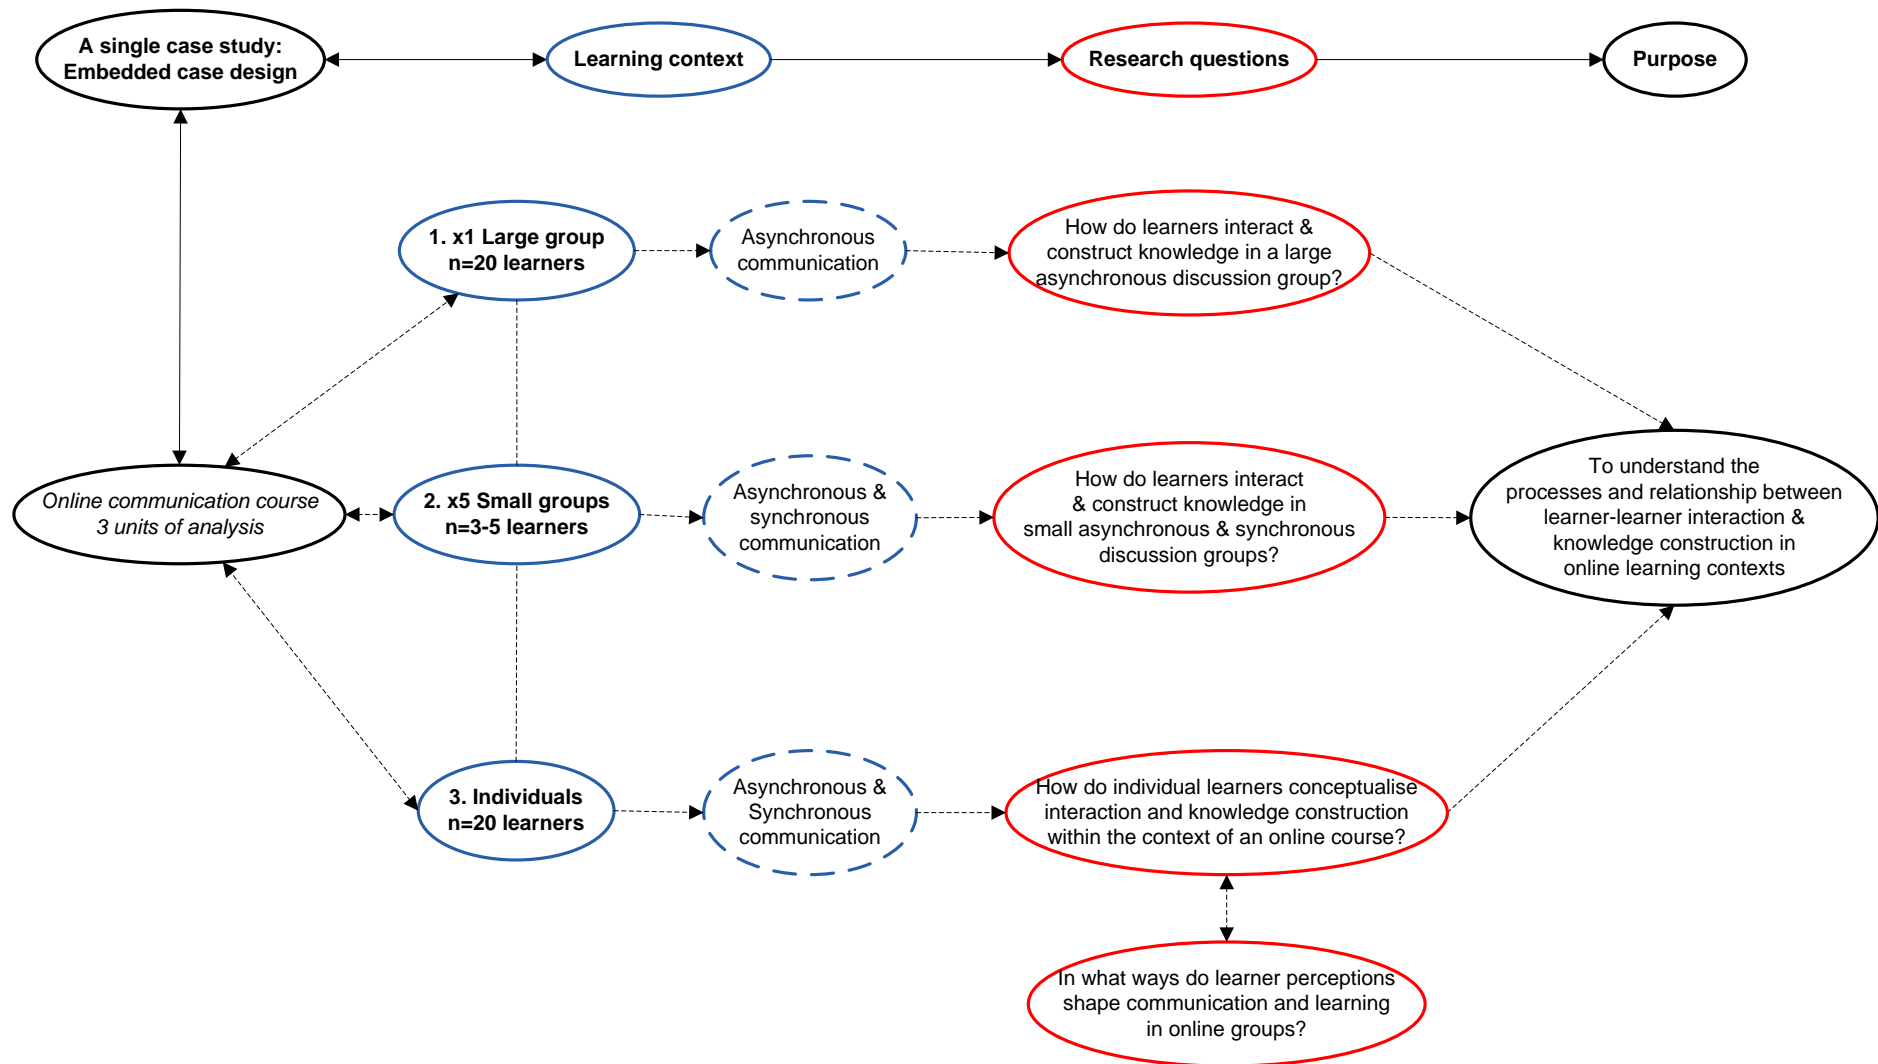 A single case study:
Embedded case design
Learning context
Research questions
Purpose
1. x1 Large group
n=20 learners
Asynchronous
communication
How do learners interact &
construct knowledge in a large
asynchronous discussion group?
Online communication course
3 units of analysis
2. x5 Small groups
n=3-5 learners
Asynchronous &
synchronous
communication
How do learners interact
& construct knowledge in
small asynchronous & synchronous
discussion groups?
To understand the
processes and relationship between
learner-learner interaction &
knowledge construction in
online learning contexts
3. Individuals
n=20 learners
Asynchronous &
Synchronous
communication
How do individual learners conceptualise
interaction and knowledge construction
within the context of an online course?
In what ways do learner perceptions
shape communication and learning
in online groups?